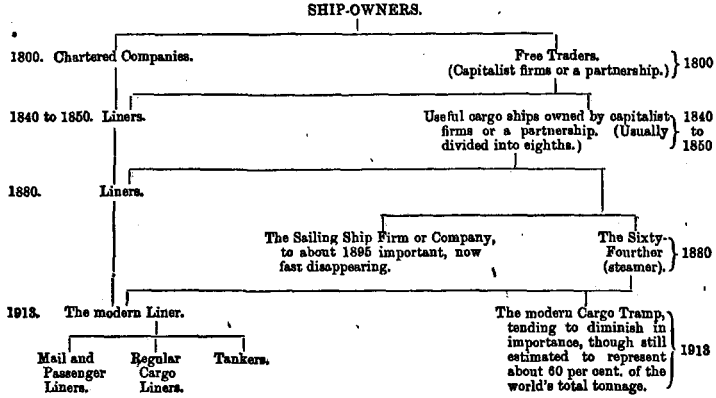 SHIP-OWNERS.
1800. Chartered Companies.
Free Traders.
(Capitalist firms or a partnership.) 1800
1840 to 1850. Liners.
Useful cargo ships owned by capitalist
firms or a partnership. (Usually
divided into eighths.)
1840
to
1850
1880. Liners.
The Sailing Ship Firm or Company,
to about 1895 important, now
fast disappearing.
The Sixty-
Fourther
(steamer).
1880
1913. The modern Liner.
Mail and
Passenger
Liners.
Regular
Cargo
Liners.
Tankers.
The modern Cargo Tramp,
tending to diminish in
importance, though still
estimated to represent
about 60 per cent. of the
world's total tonnage.
1913